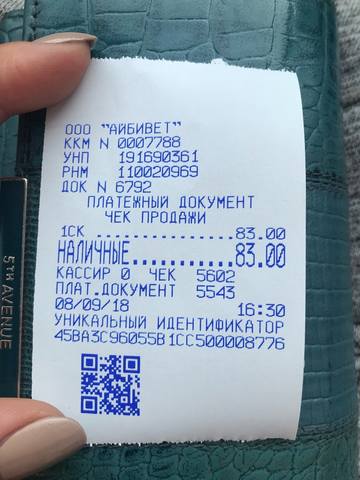 ООО "АЙБИВЕТ"
ККМ N 0007788
УНП 191690361
РНМ 110020969
ДОК N 6792
ПЛАТЕЖНЫЙ ДОКУМЕНТ
ЧЕК ПРОДАЖИ
1СК ................83.00
НАЛИЧНЫЕ............83.00
КАССИР 0 ЧЕК 5602
ПЛАТ.ДОКУМЕНТ 5543
08/09/18 16:30
УНИКАЛЬНЫЙ ИДЕНТИФИКАТОР
45BA3C96055B1CC500008776
5TH AVENUE